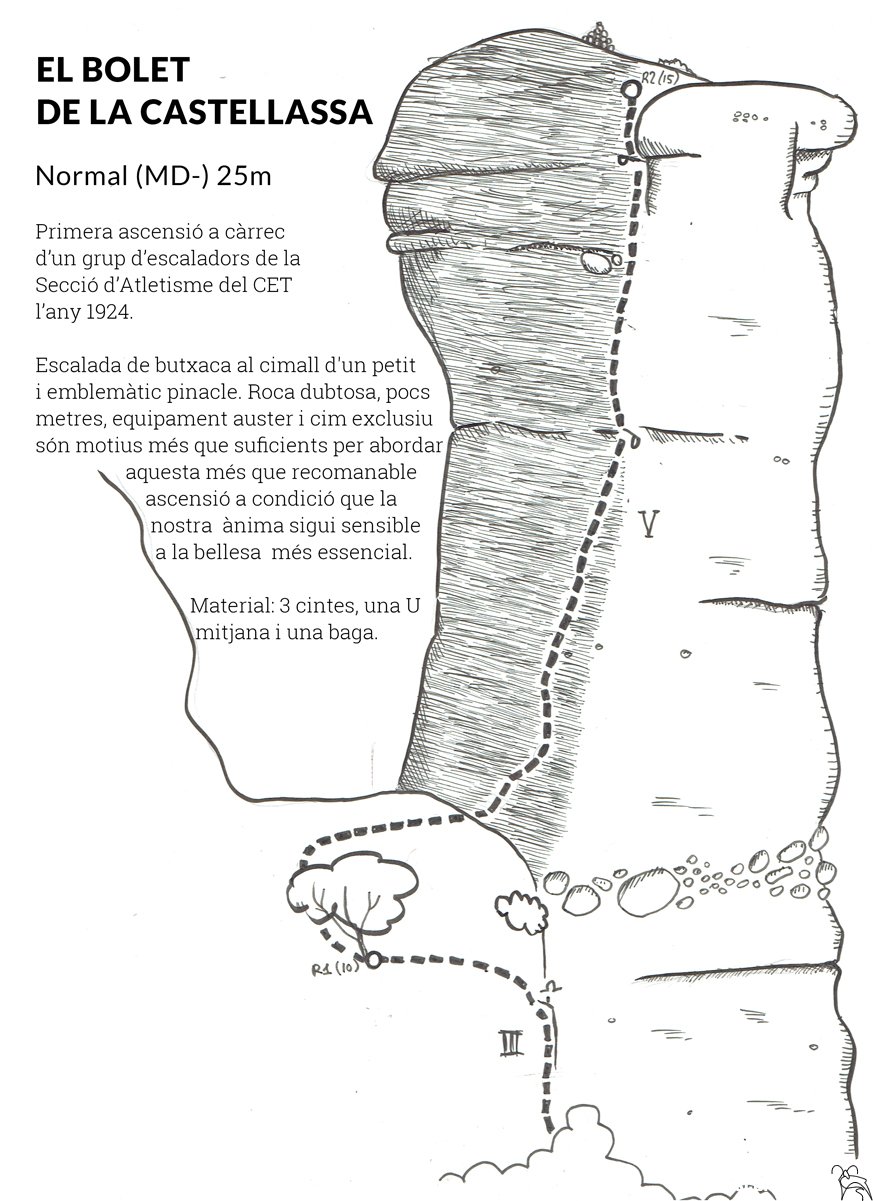 EL BOLET
DE LA CASTELLASSA
Normal (MD-) 25m
Primera ascensió a càrrec
d'un grup d'escaladors de la
Secció d'Atletisme del CET
l'any 1924.
Escalada de butxaca al cimall d'un petit
i emblemàtic pinacle. Roca dubtosa, pocs
metres, equipament auster i cim exclusiu
són motius més que suficients per abordar
aquesta més que recomanable
ascensió a condició que la
nostra ànima sigui sensible
a la bellesa més essencial.
Material: 3 cintes, una U
mitjana i una baga.
R2 (15)
V
R1 (10)
III